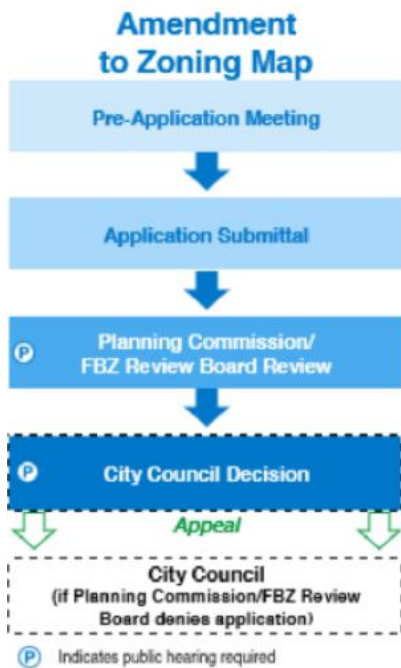 Amendment
to Zoning Map
Pre-Application Meeting
Application Submittal
P
Planning Commission/
FBZ Review Board Review
P
City Council Decision
Appeal
City Council
(if Planning Commission/FBZ Review
Board denies application)
P Indicates public hearing required